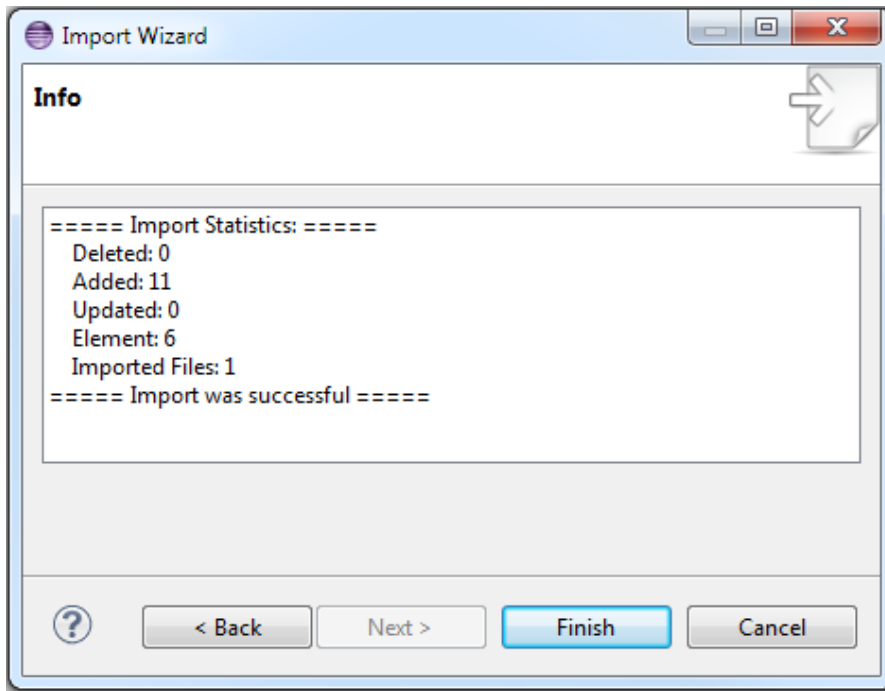 Import Wizard
Info
===== Import Statistics: =====
Deleted: 0
Added: 11
Updated: 0
Element: 6
Imported Files: 1
===== Import was successful =====
? < Back Next > Finish Cancel